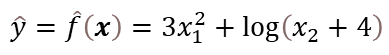 ŷ = f̂(𝒙) = 3x₁² + log(x₂ + 4)